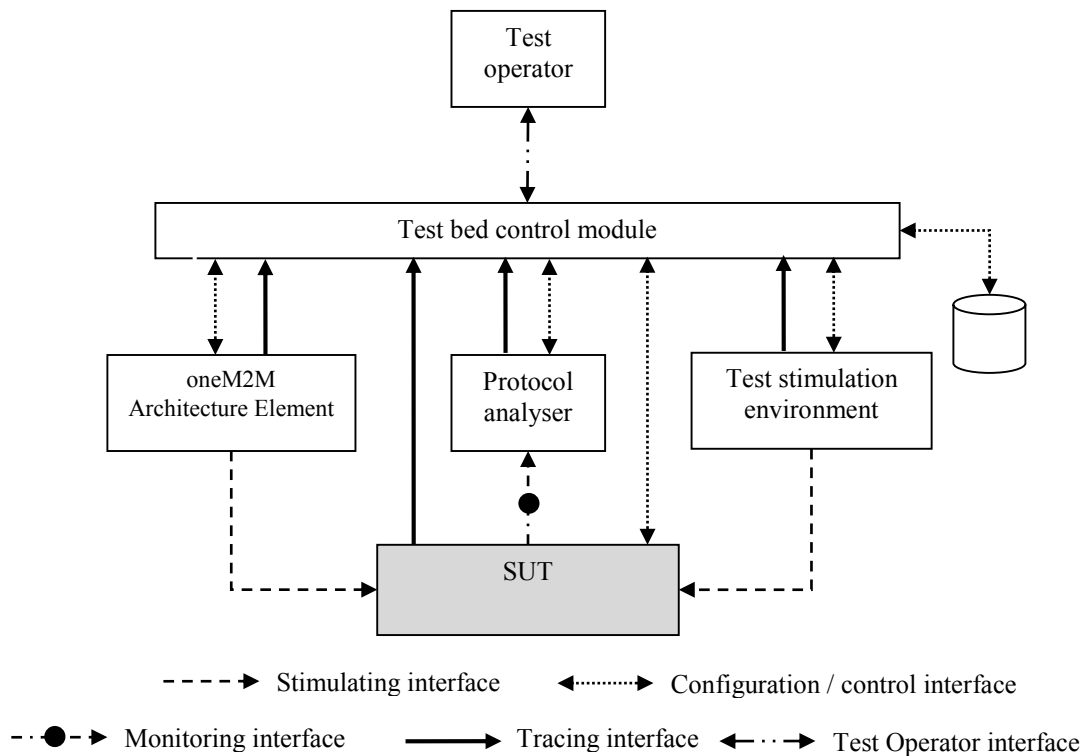 Test
operator
Test bed control module
oneM2M
Architecture Element
Protocol
analyser
Test stimulation
environment
SUT
Stimulating interface
Configuration / control interface
Monitoring interface
Tracing interface
Test Operator interface